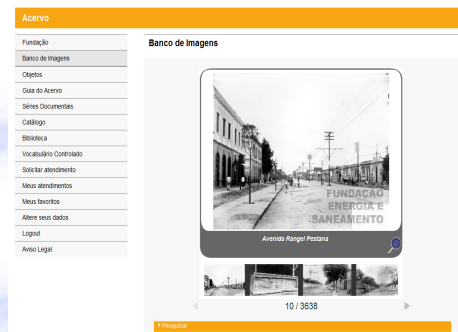 Acervo
Fundação
Banco de Imagens
Objetos
Guia do Acervo
Séries Documentais
Catálogo
Biblioteca
Vocabulário Controlado
Solicitar atendimento
Meus atendimentos
Meus favoritos
Altere seus dados
Logout
Aviso Legal
Banco de Imagens
FUNDAÇÃO
ENERGIA E
SANEAMENTO
Avenida Rangel Pestana
10 / 3638
Pesquisar